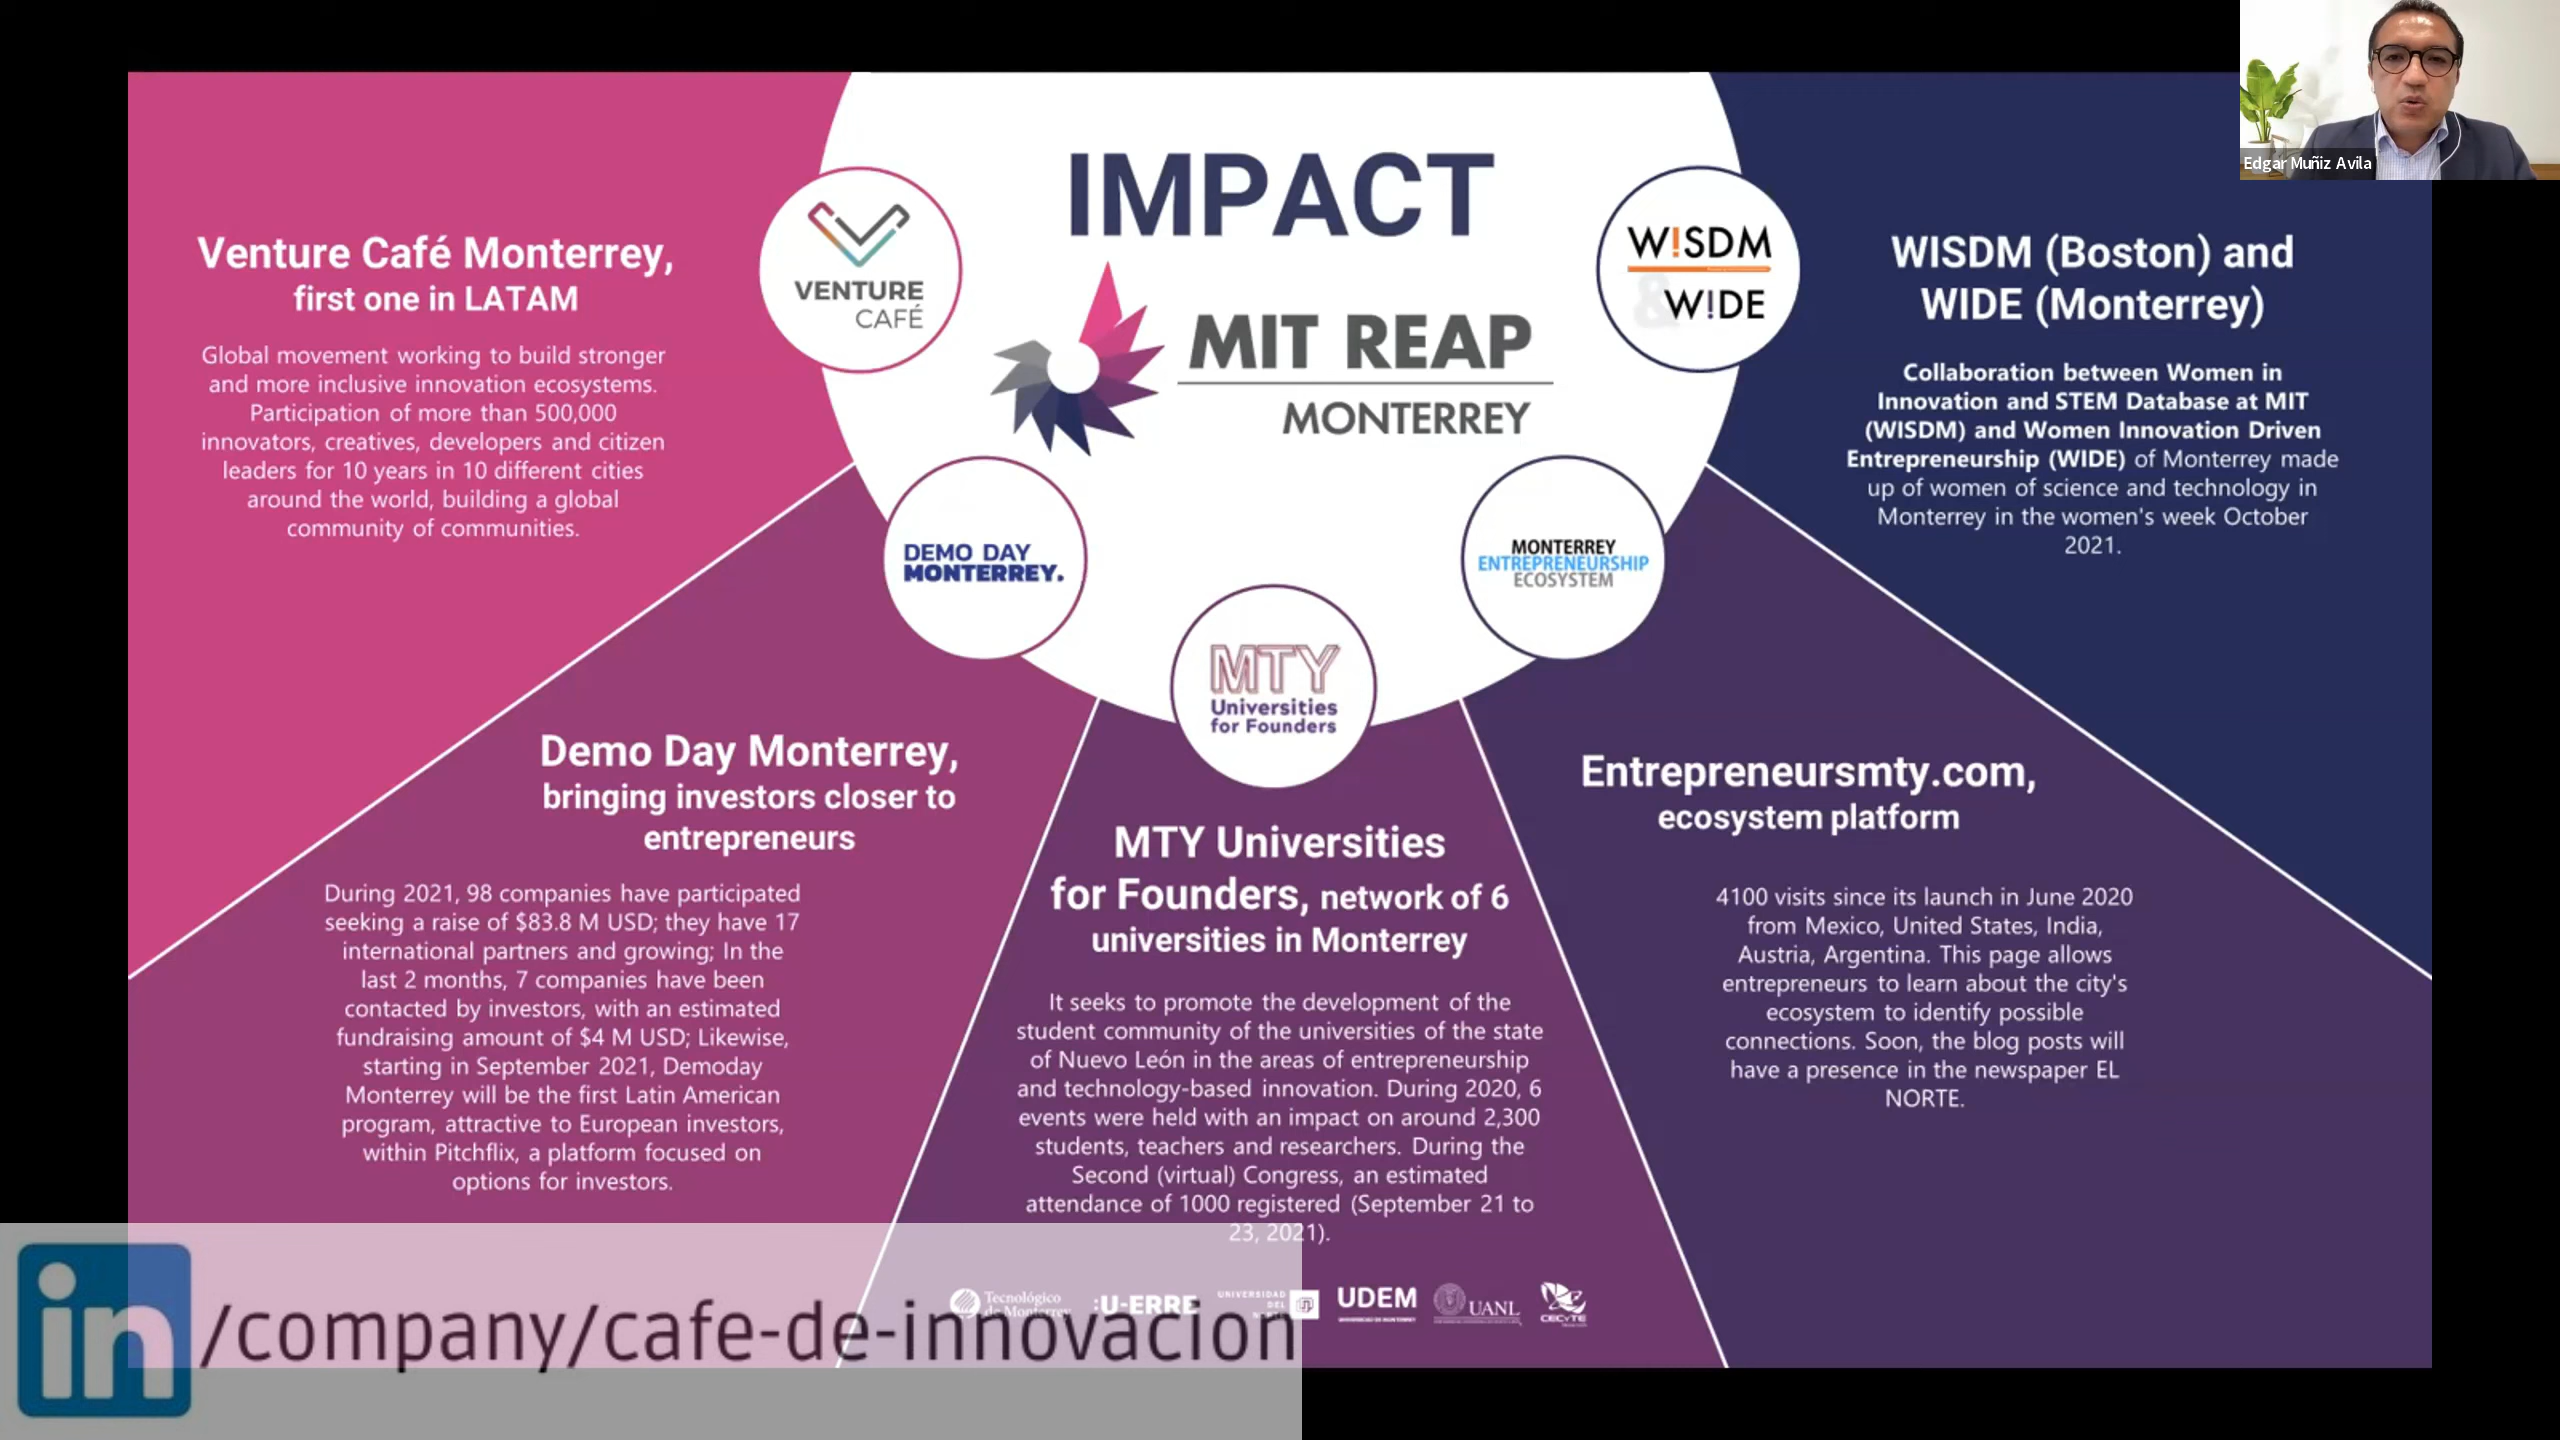 Edgar Muñiz Avila
IMPACT
MIT REAP
MONTERREY
VENTURE
CAFÉ
Venture Café Monterrey,
first one in LATAM
Global movement working to build stronger
and more inclusive innovation ecosystems.
Participation of more than 500,000
innovators, creatives, developers and citizen
leaders for 10 years in 10 different cities
around the world, building a global
community of communities.
DEMO DAY
MONTERREY.
Demo Day Monterrey,
bringing investors closer to
entrepreneurs
During 2021, 98 companies have participated
seeking a raise of $83.8 M USD; they have 17
international partners and growing; In the
last 2 months, 7 companies have been
contacted by investors, with an estimated
fundraising amount of $4 M USD; Likewise,
starting in September 2021, Demoday
Monterrey will be the first Latin American
program, attractive to European investors,
within Pitchflix, a platform focused on
options for investors.
MTY
Universities
for Founders
MTY Universities
for Founders, network of 6
universities in Monterrey
It seeks to promote the development of the
student community of the universities of the state
of Nuevo León in the areas of entrepreneurship
and technology-based innovation. During 2020, 6
events were held with an impact on around 2,300
students, teachers and researchers. During the
Second (virtual) Congress, an estimated
attendance of 1000 registered (September 21 to
23, 2021).
Tecnológico
de Monterrey
:U-ERRE
UNIVERSIDAD
DEL
UDEM
UANL
CECyTE
MONTERREY
ENTREPRENEURSHIP
ECOSYSTEM
Entrepreneursmty.com,
ecosystem platform
4100 visits since its launch in June 2020
from Mexico, United States, India,
Austria, Argentina. This page allows
entrepreneurs to learn about the city's
ecosystem to identify possible
connections. Soon, the blog posts will
have a presence in the newspaper EL
NORTE.
W!SDM
&
W!DE
WISDM (Boston) and
WIDE (Monterrey)
Collaboration between Women in
Innovation and STEM Database at MIT
(WISDM) and Women Innovation Driven
Entrepreneurship (WIDE) of Monterrey made
up of women of science and technology in
Monterrey in the women's week October
2021.
in /company/cafe-de-innovacion